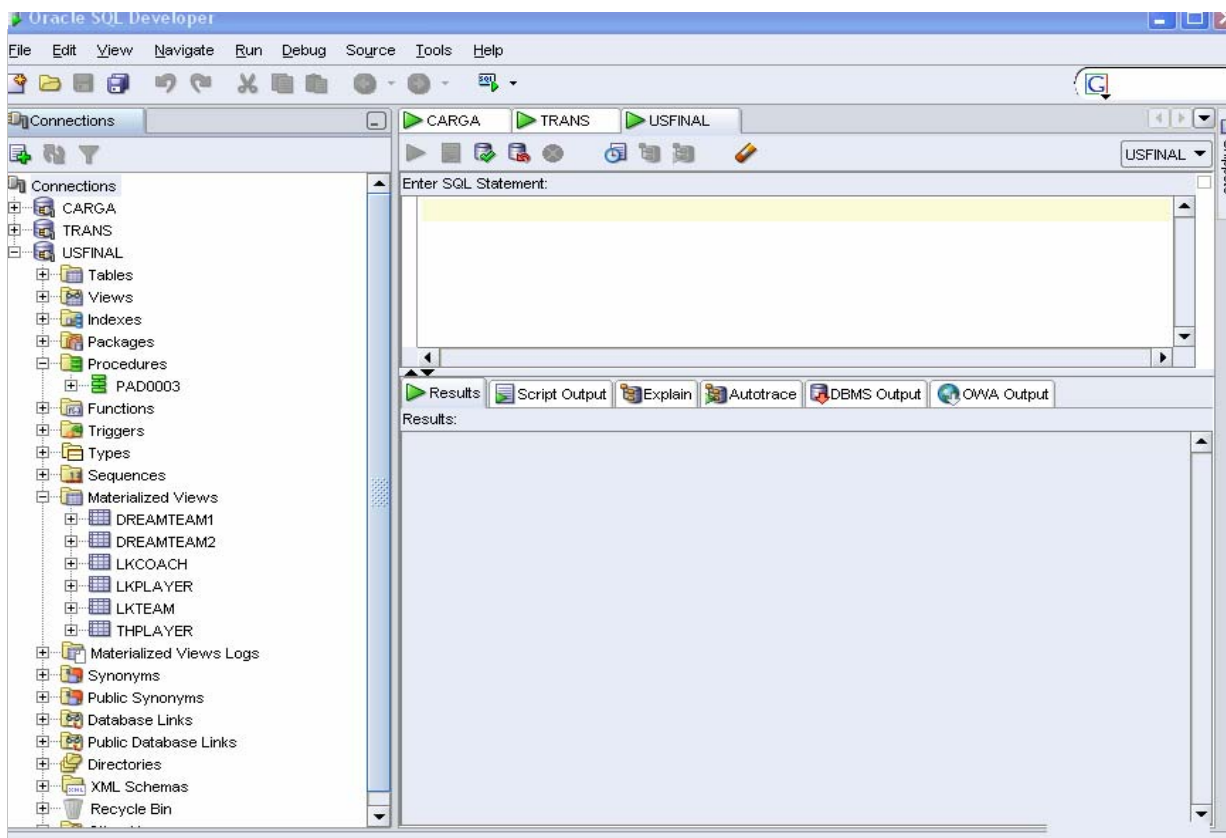 Oracle SQL Developer
File Edit View Navigate Run Debug Source Tools Help
Connections
CARGA TRANS USFINAL
USFINAL
Enter SQL Statement:
Connections
CARGA
TRANS
USFINAL
Tables
Views
Indexes
Packages
Procedures
PAD0003
Functions
Triggers
Types
Sequences
Materialized Views
DREAMTEAM1
DREAMTEAM2
LKCOACH
LKPLAYER
LKTEAM
THPLAYER
Materialized Views Logs
Synonyms
Public Synonyms
Database Links
Public Database Links
Directories
XML Schemas
Recycle Bin
Results Script Output Explain Autotrace DBMS Output OWA Output
Results: